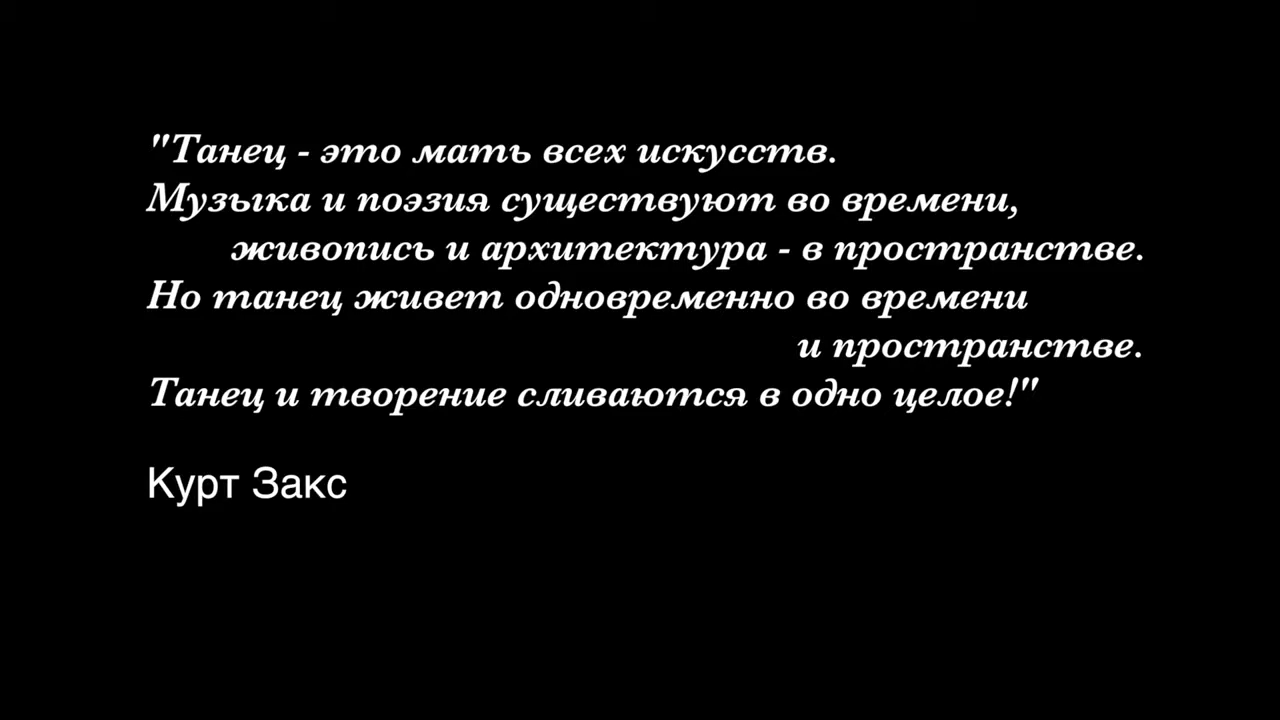 "Танец - это мать всех искусств.
Музыка и поэзия существуют во времени,
живопись и архитектура - в пространстве.
Но танец живет одновременно во времени
и пространстве.
Танец и творение сливаются в одно целое!"
Курт Закс